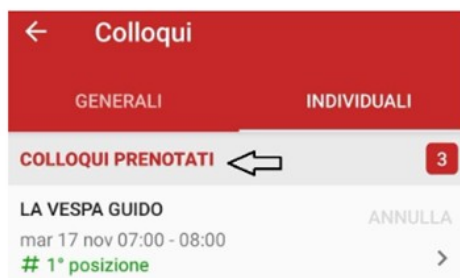 Colloqui
GENERALI INDIVIDUALI
COLLOQUI PRENOTATI 3
LA VESPA GUIDO
ANNULLA
mar 17 nov 07:00 - 08:00
# 1° posizione